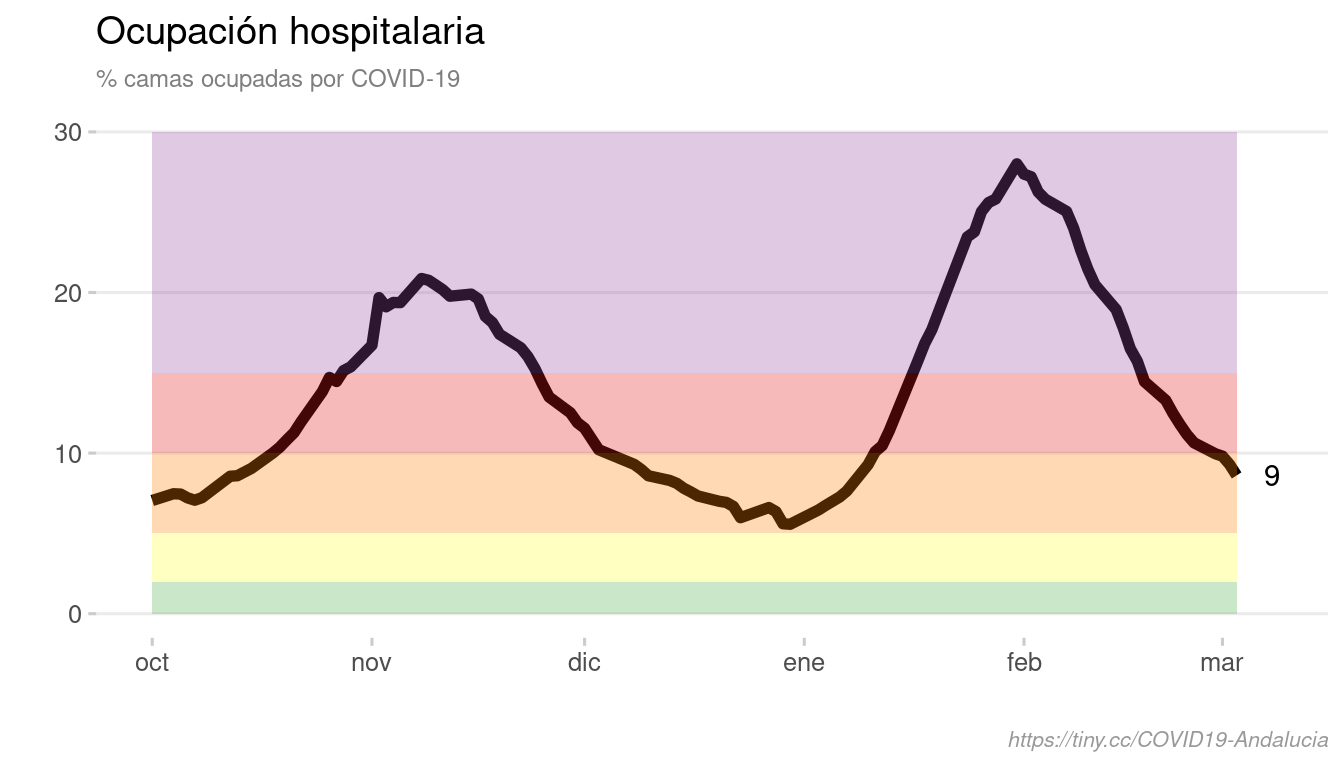 Ocupación hospitalaria
% camas ocupadas por COVID-19
30
20
10
0
9
oct nov dic ene feb mar
https://tiny.cc/COVID19-Andalucia